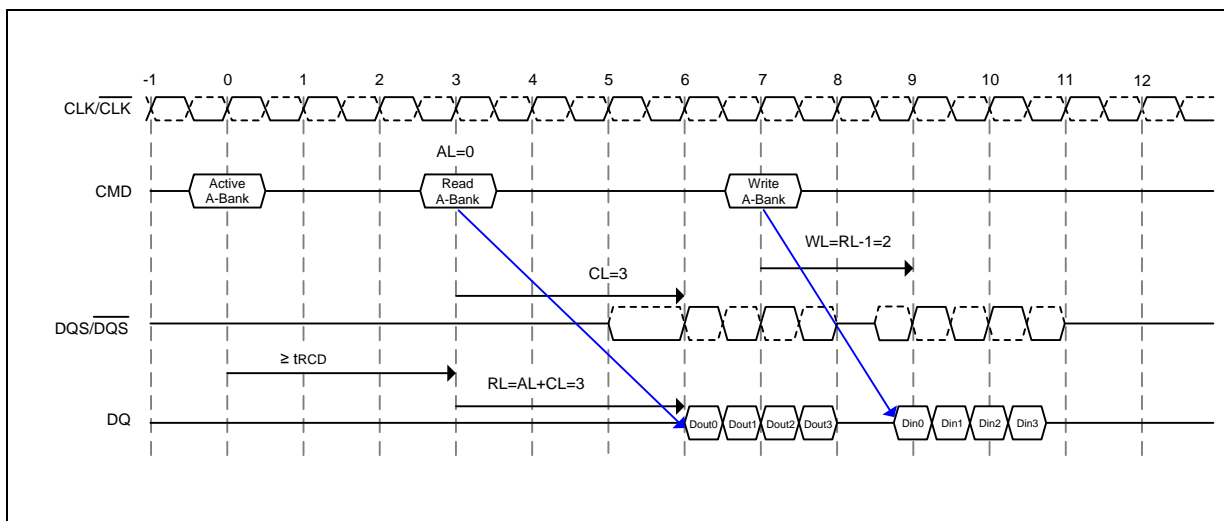 -1 0 1 2 3 4 5 6 7 8 9 10 11 12
CLK/CLK
AL=0
CMD
Active
A-Bank
Read
A-Bank
Write
A-Bank
WL=RL-1=2
CL=3
DQS/DQS
≥ tRCD
RL=AL+CL=3
DQ
Dout0 Dout1 Dout2 Dout3 Din0 Din1 Din2 Din3